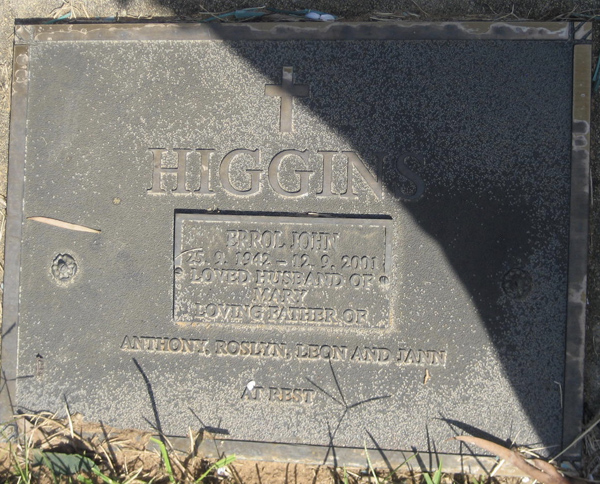 HIGGINS
ERROL JOHN
25. 9. 1942 - 12. 9. 2001
LOVED HUSBAND OF
MARY
LOVING FATHER OF
ANTHONY, ROSLYN, LEON AND JANN
AT REST